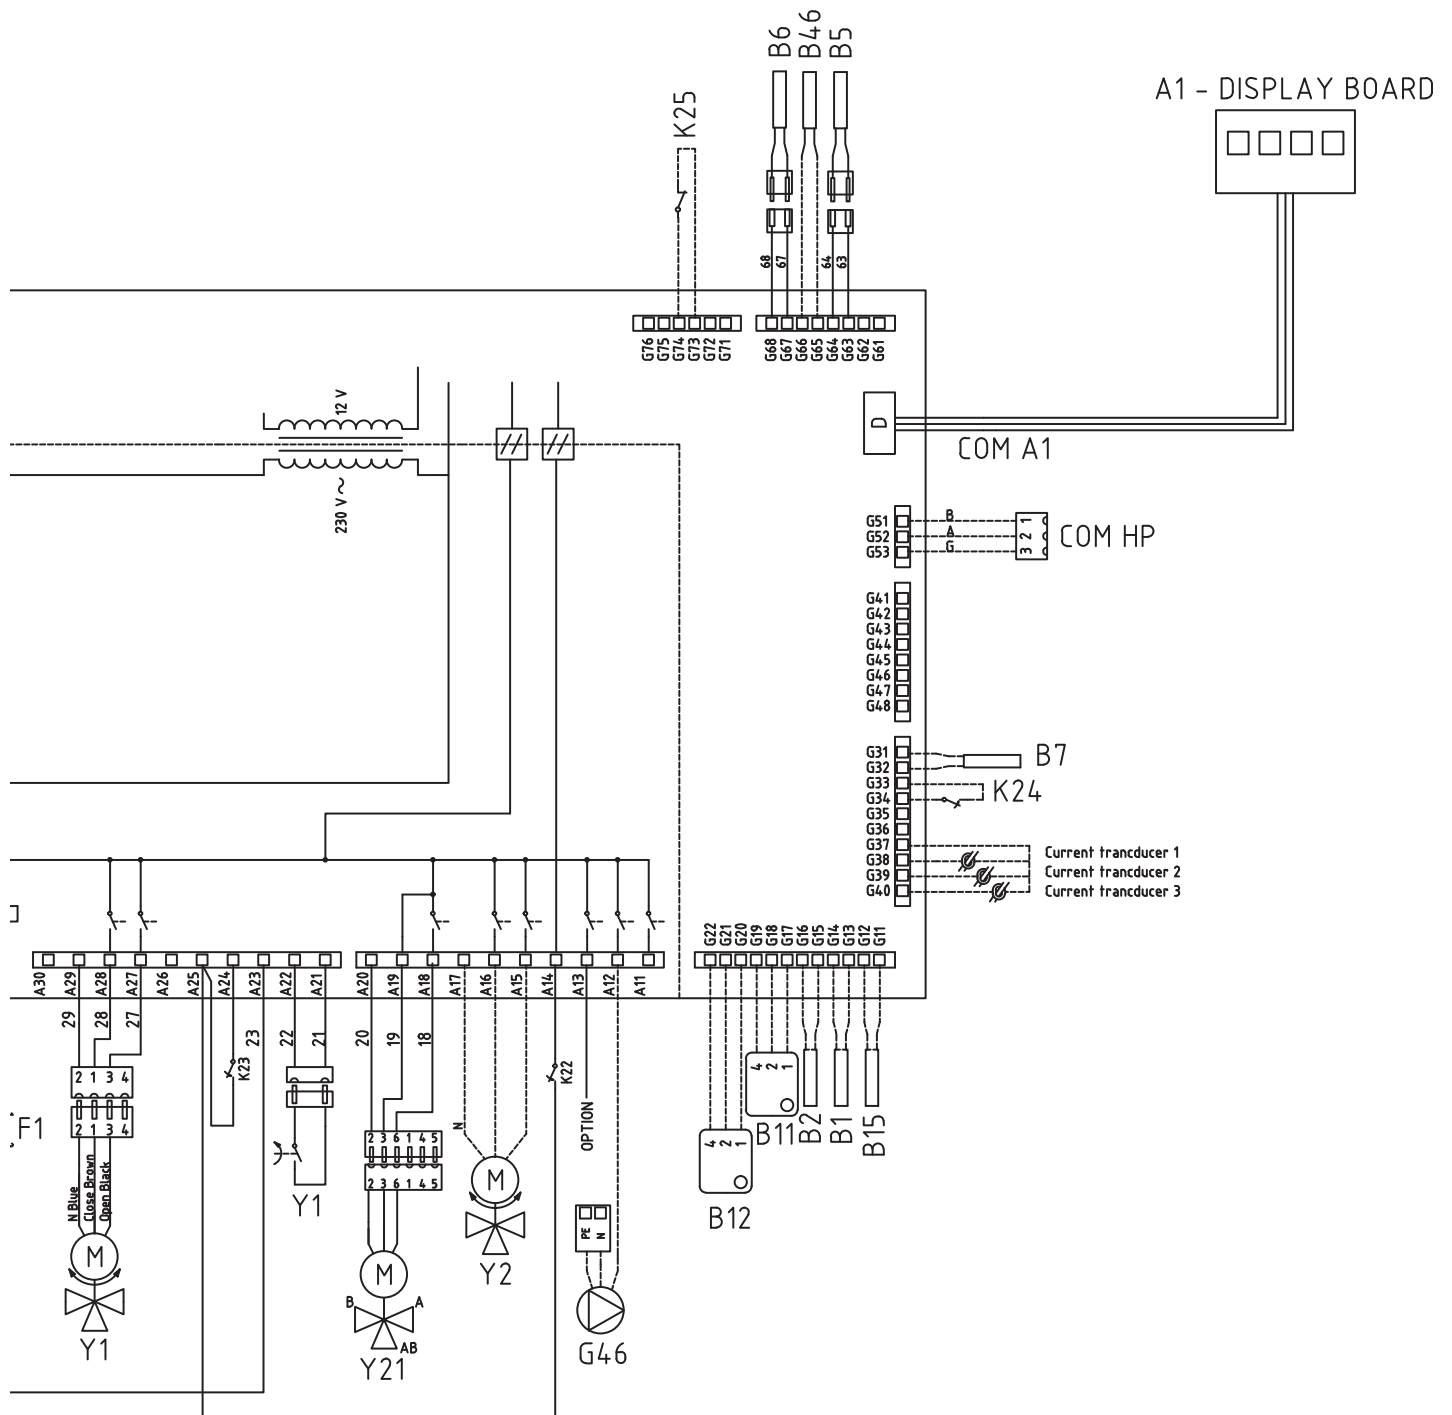 B6
B46
B5
K25
A1 - DISPLAY BOARD
68
67
64
63
G76
G75
G74
G73
G72
G71
G68
G67
G66
G65
G64
G63
G62
G61
12 V
230 V ~
D
COM A1
G51
G52
G53
B
A
G
1
2
3
COM HP
G41
G42
G43
G44
G45
G46
G47
G48
G31
G32
G33
G34
G35
G36
G37
G38
G39
G40
B7
K24
Current trancducer 1
Current trancducer 2
Current trancducer 3
G22
G21
G20
G19
G18
G17
G16
G15
G14
G13
G12
G11
A30
A29
A28
A27
A26
A25
A24
A23
A22
A21
A20
A19
A18
A17
A16
A15
A14
A13
A12
A11
29
28
27
23
22
21
20
19
18
K23
K22
2 1 3 4
2 1 3 4
F1
N Blue
Close Brown
Open Black
M
Y1
Y1
2 3 6 1 4 5
2 3 6 1 4 5
M
B
A
AB
Y21
N
M
Y2
OPTION
PE
N
G46
4 2 1
B12
4 2 1
B11
B2
B1
B15